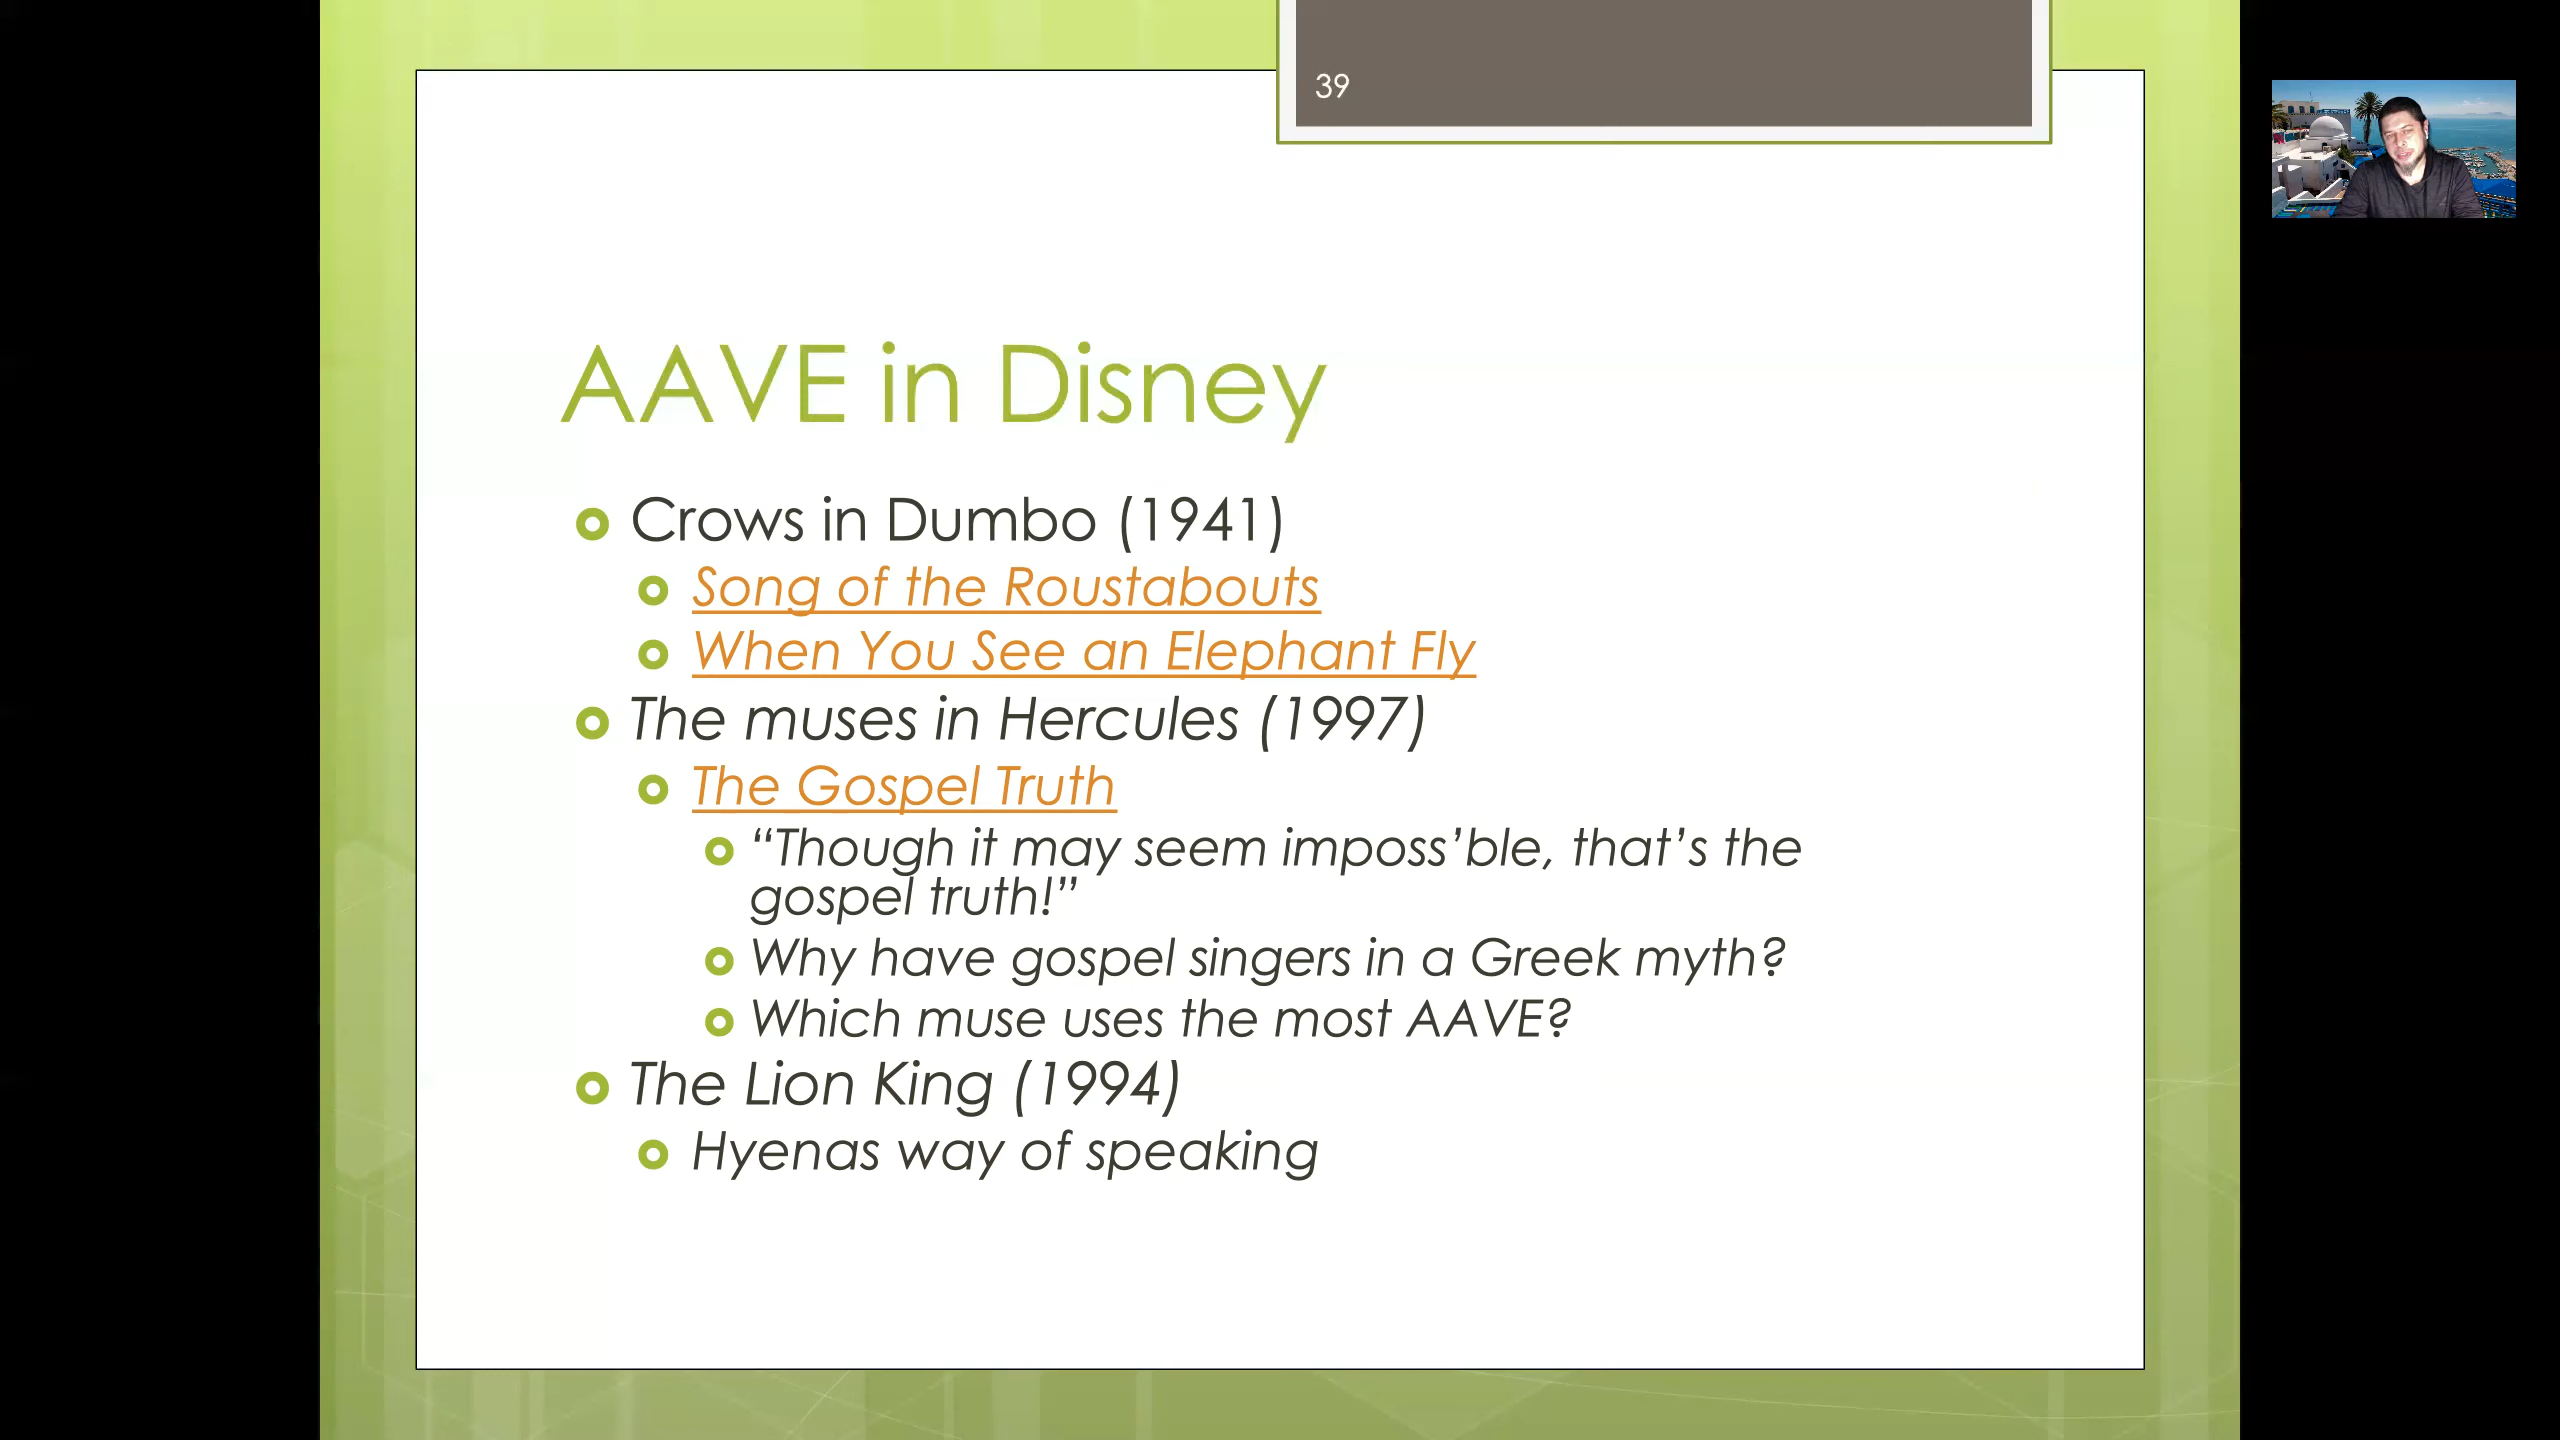 39
AAVE in Disney
Crows in Dumbo (1941)
Song of the Roustabouts
When You See an Elephant Fly
The muses in Hercules (1997)
The Gospel Truth
“Though it may seem imposs’ble, that’s the
gospel truth!”
Why have gospel singers in a Greek myth?
Which muse uses the most AAVE?
The Lion King (1994)
Hyenas way of speaking